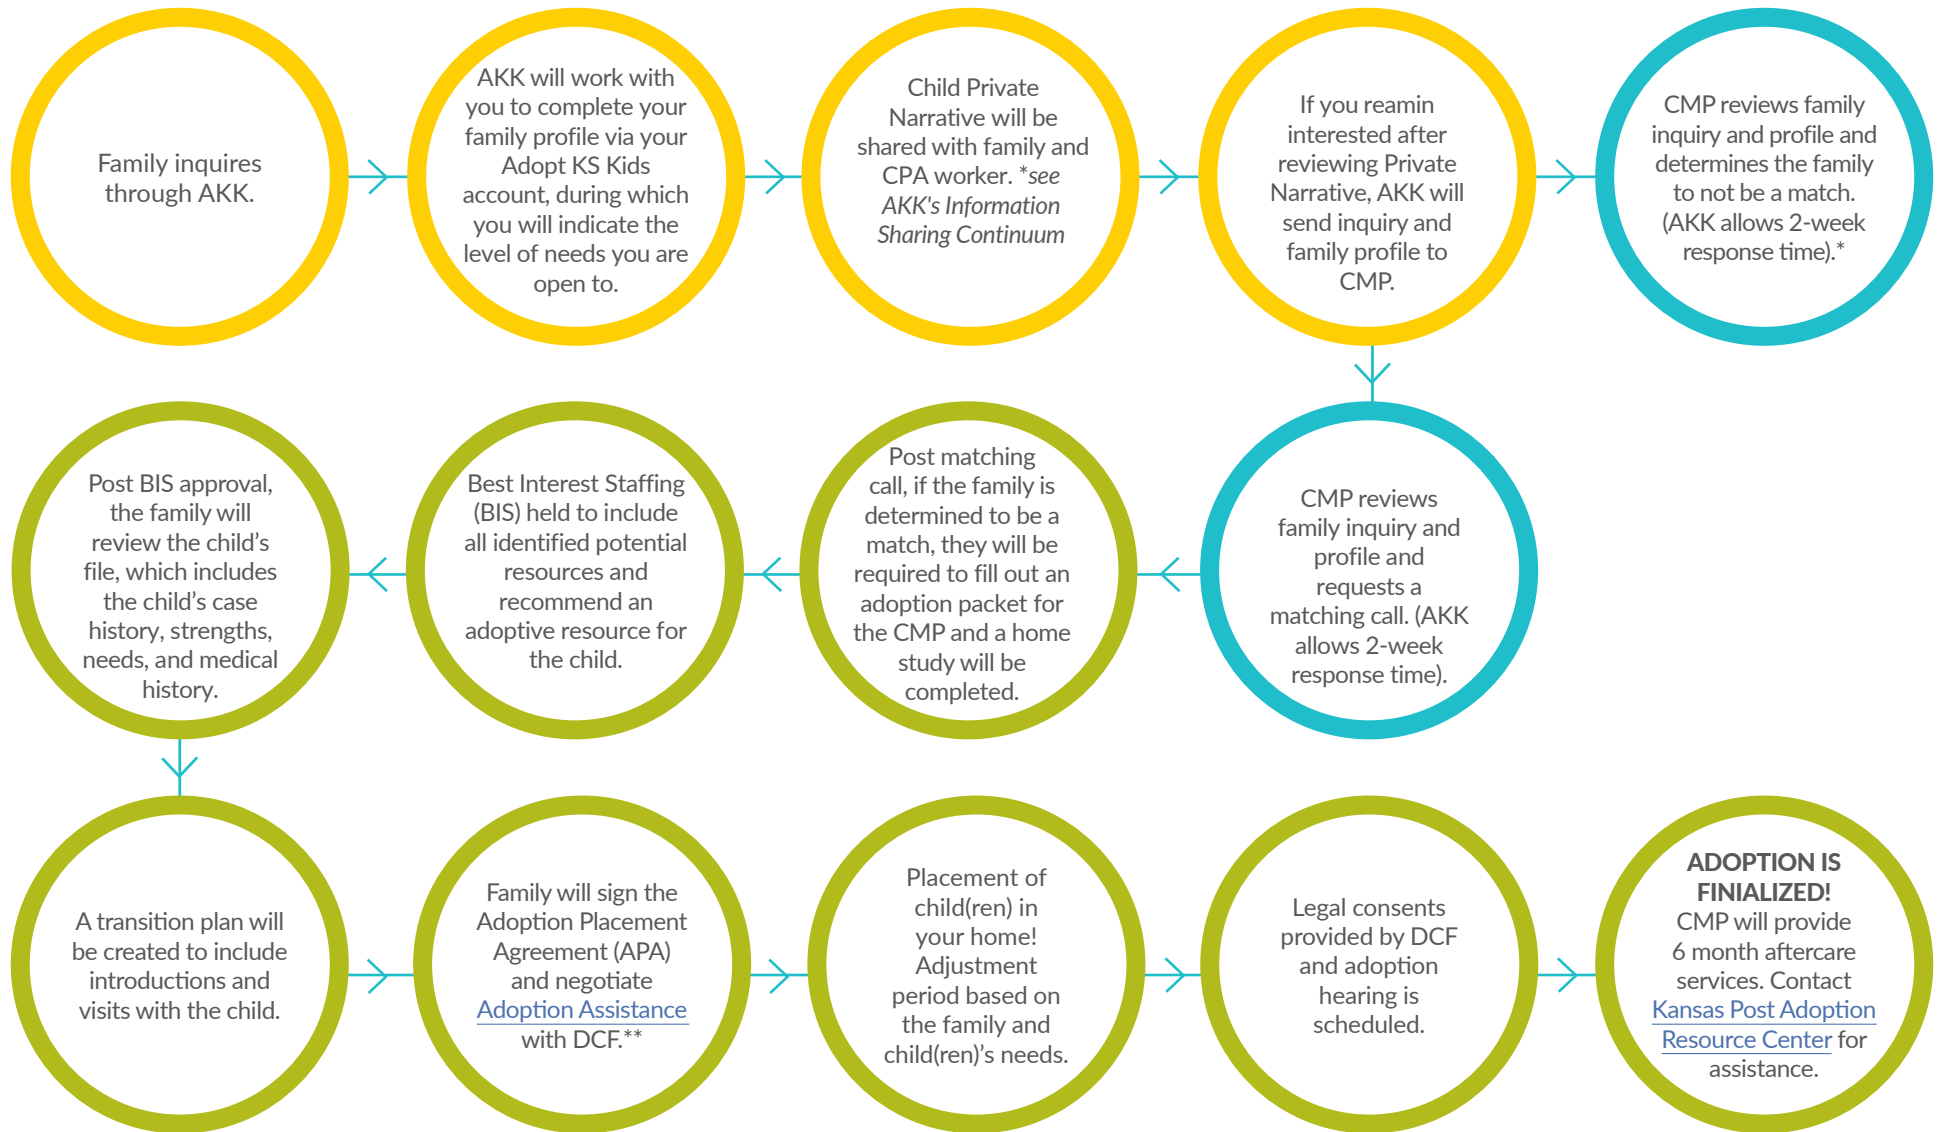 Family inquires
through AKK.
AKK will work with
you to complete your
family profile via your
Adopt KS Kids
account, during which
you will indicate the
level of needs you are
open to.
Child Private
Narrative will be
shared with family and
CPA worker. *see
AKK's Information
Sharing Continuum
If you reamin
interested after
reviewing Private
Narrative, AKK will
send inquiry and
family profile to
CMP.
CMP reviews family
inquiry and profile and
determines the family
to not be a match.
(AKK allows 2-week
response time).*
CMP reviews
family inquiry and
profile and
requests a
matching call. (AKK
allows 2-week
response time).
Post matching
call, if the family is
determined to be a
match, they will be
required to fill out an
adoption packet for
the CMP and a home
study will be
completed.
Best Interest Staffing
(BIS) held to include
all identified potential
resources and
recommend an
adoptive resource for
the child.
Post BIS approval,
the family will
review the child’s
file, which includes
the child’s case
history, strengths,
needs, and medical
history.
A transition plan will
be created to include
introductions and
visits with the child.
Family will sign the
Adoption Placement
Agreement (APA)
and negotiate
Adoption Assistance
with DCF.**
Placement of
child(ren) in
your home!
Adjustment
period based on
the family and
child(ren)’s needs.
Legal consents
provided by DCF
and adoption
hearing is
scheduled.
ADOPTION IS
FINIALIZED!
CMP will provide
6 month aftercare
services. Contact
Kansas Post Adoption
Resource Center for
assistance.